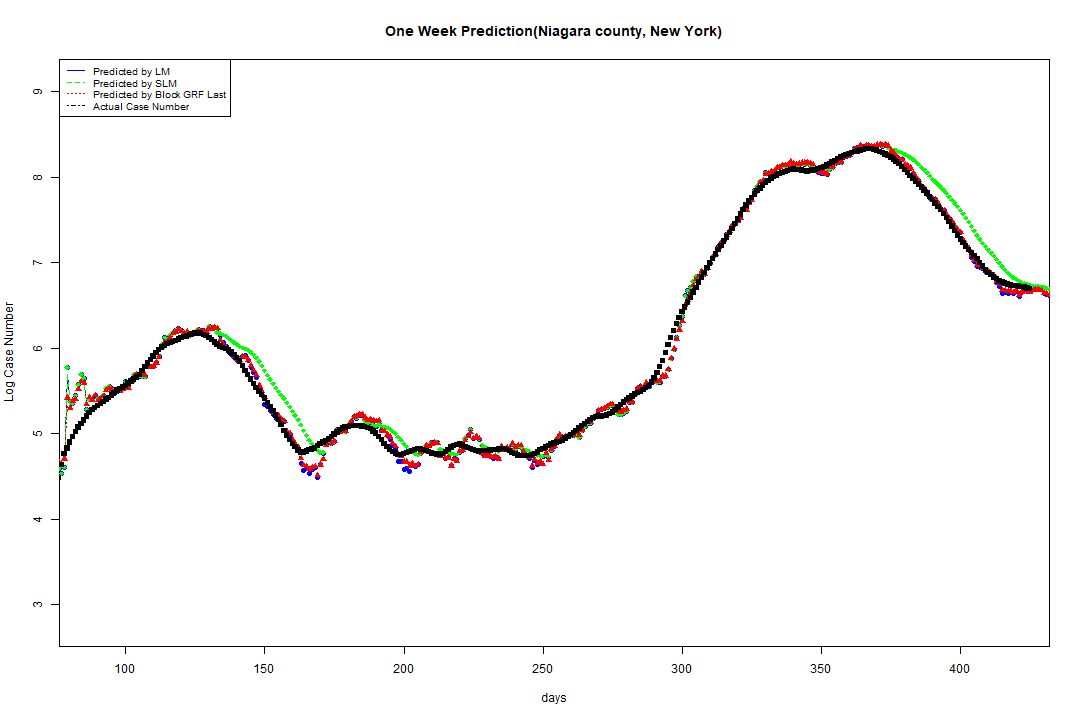 One Week Prediction(Niagara county, New York)
Predicted by LM
Predicted by SLM
Predicted by Block GRF Last
Actual Case Number
9
8
7
6
5
4
3
Log Case Number
100 150 200 250 300 350 400
days